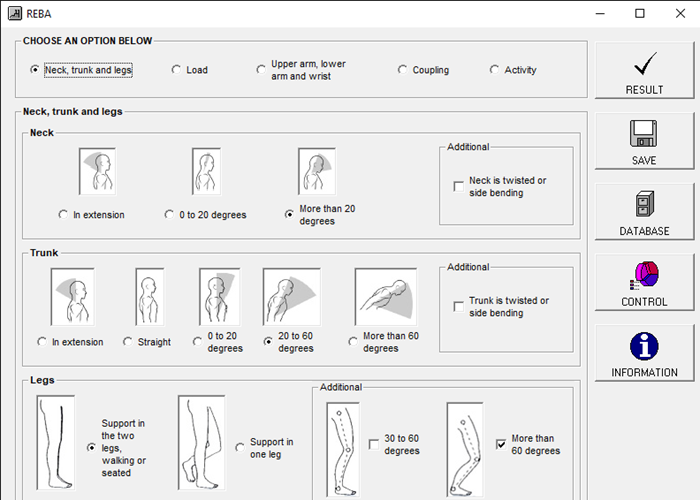 REBA
CHOOSE AN OPTION BELOW
Neck, trunk and legs
Load
Upper arm, lower
arm and wrist
Coupling
Activity
RESULT
SAVE
DATABASE
CONTROL
INFORMATION
Neck, trunk and legs
Neck
In extension
0 to 20 degrees
More than 20
degrees
Additional
Neck is twisted or
side bending
Trunk
In extension
Straight
0 to 20
degrees
20 to 60
degrees
More than 60
degrees
Additional
Trunk is twisted or
side bending
Legs
Support in
the two
legs,
walking or
seated
Support in
one leg
Additional
30 to 60
degrees
More than
60 degrees